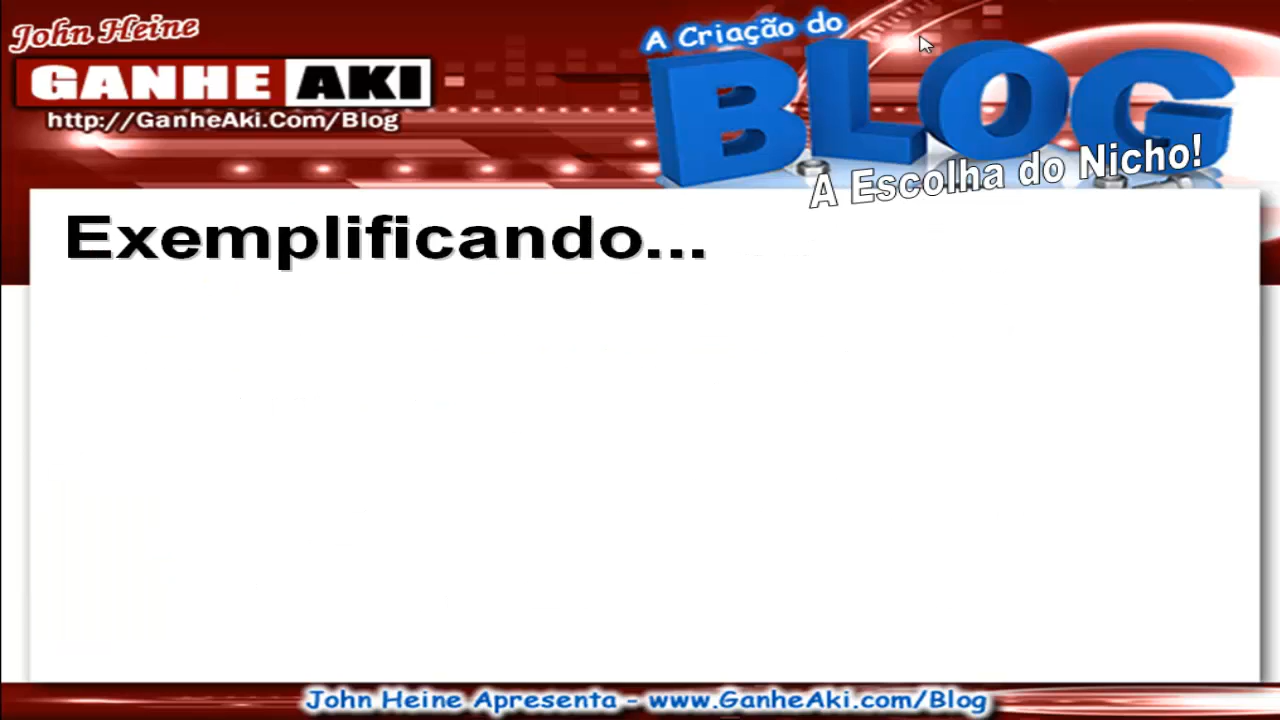 John Heine
GANHE AKI
http://GanheAki.Com/Blog
A Criação do
BLOG
A Escolha do Nicho!
Exemplificando...
John Heine Apresenta - www.GanheAki.com/Blog